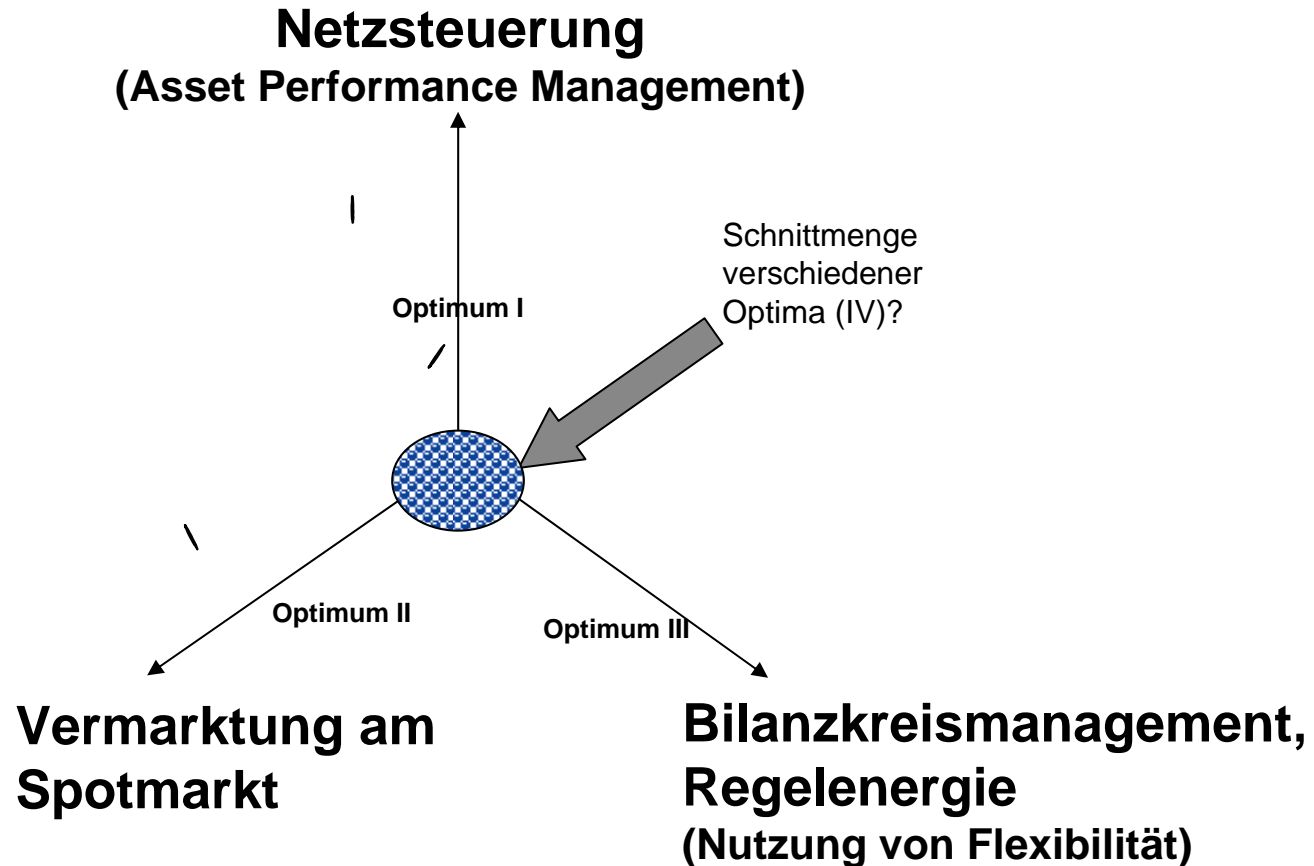 Netzsteuerung
(Asset Performance Management)
Schnittmenge
verschiedener
Optima (IV)?
Optimum I
Optimum II
Optimum III
Vermarktung am
Spotmarkt
Bilanzkreismanagement,
Regelenergie
(Nutzung von Flexibilität)